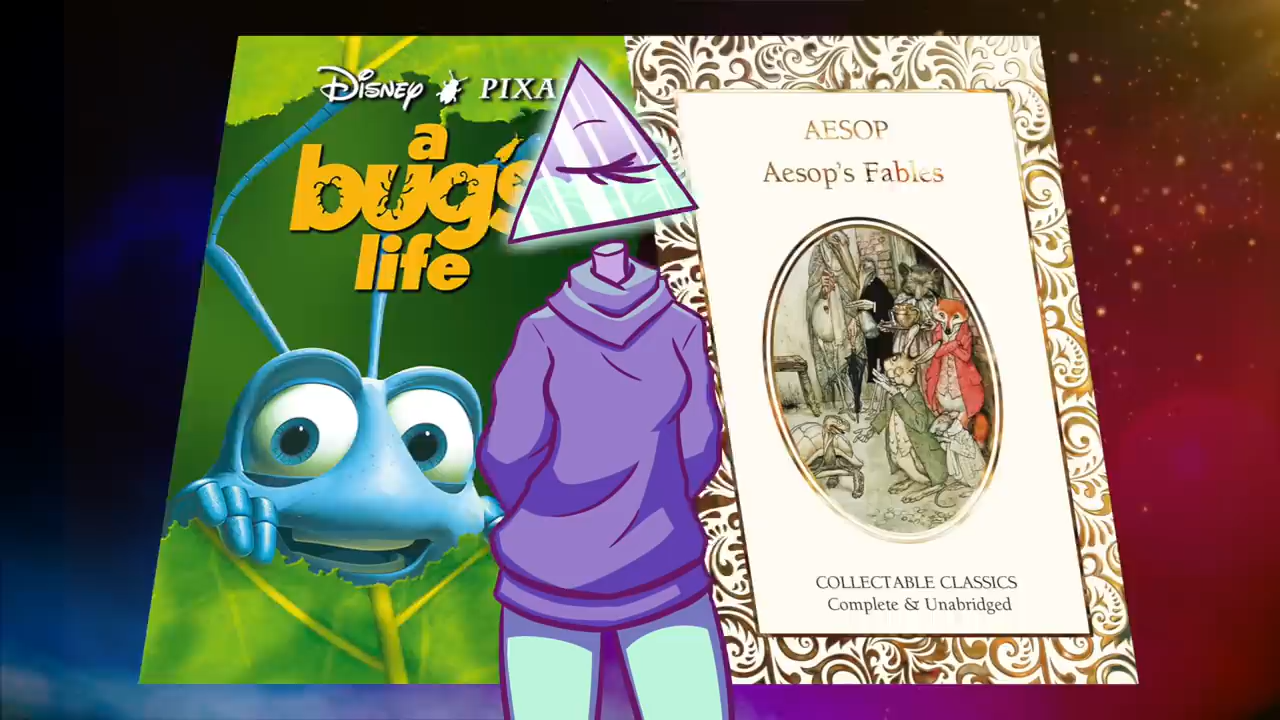 Disney PIXA
a
bug's
life
AESOP
Aesop's Fables
COLLECTABLE CLASSICS
Complete & Unabridged